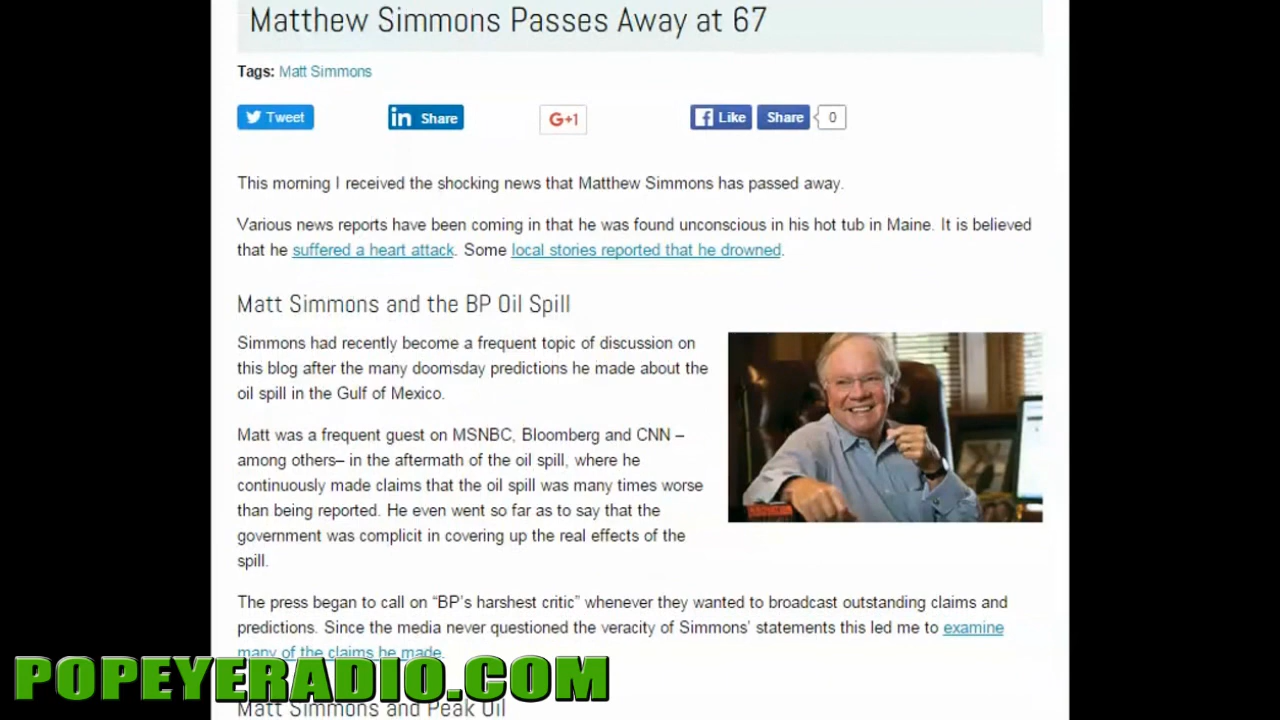 Matthew Simmons Passes Away at 67
Tags: Matt Simmons
Tweet
in Share
G+1
Like Share 0
This morning I received the shocking news that Matthew Simmons has passed away.
Various news reports have been coming in that he was found unconscious in his hot tub in Maine. It is believed
that he suffered a heart attack. Some local stories reported that he drowned.
Matt Simmons and the BP Oil Spill
Simmons had recently become a frequent topic of discussion on
this blog after the many doomsday predictions he made about the
oil spill in the Gulf of Mexico.
Matt was a frequent guest on MSNBC, Bloomberg and CNN –
among others– in the aftermath of the oil spill, where he
continuously made claims that the oil spill was many times worse
than being reported. He even went so far as to say that the
government was complicit in covering up the real effects of the
spill.
The press began to call on “BP’s harshest critic” whenever they wanted to broadcast outstanding claims and
predictions. Since the media never questioned the veracity of Simmons’ statements this led me to examine
many of the claims he made.
POPEYERADIO.COM
Matt Simmons and Peak Oil